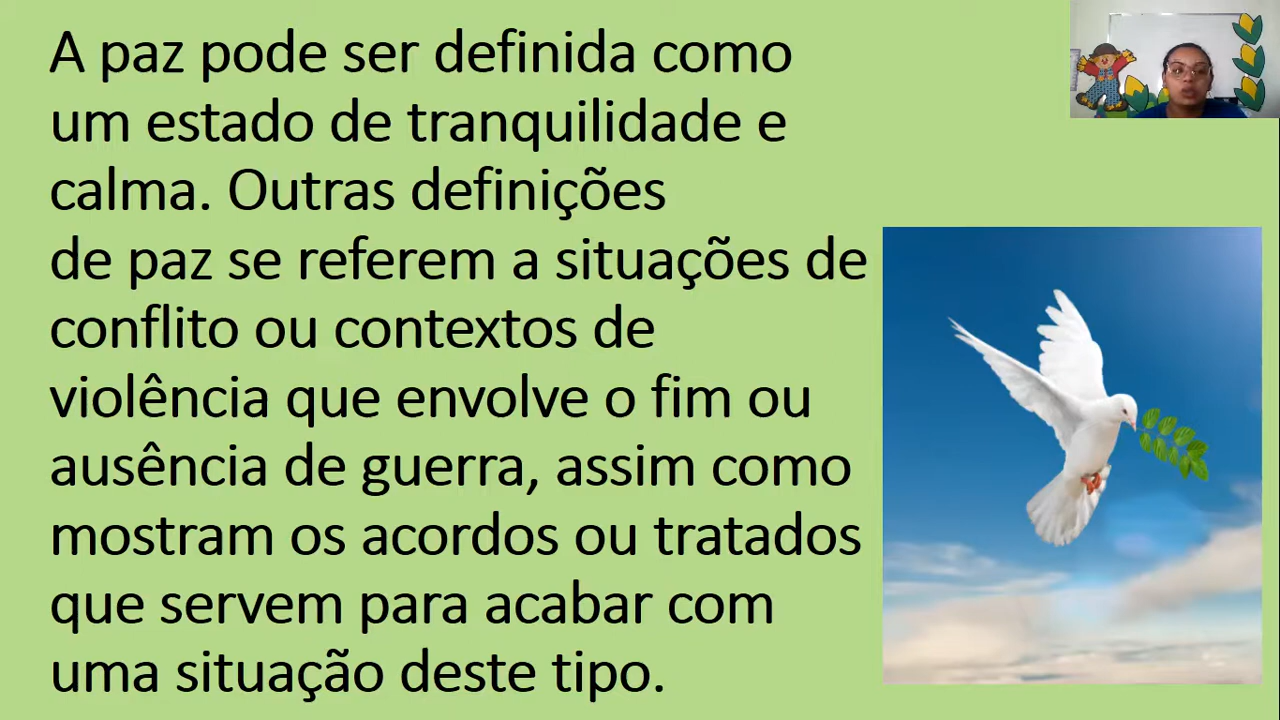 A paz pode ser definida como
um estado de tranquilidade e
calma. Outras definições
de paz se referem a situações de
conflito ou contextos de
violência que envolve o fim ou
ausência de guerra, assim como
mostram os acordos ou tratados
que servem para acabar com
uma situação deste tipo.